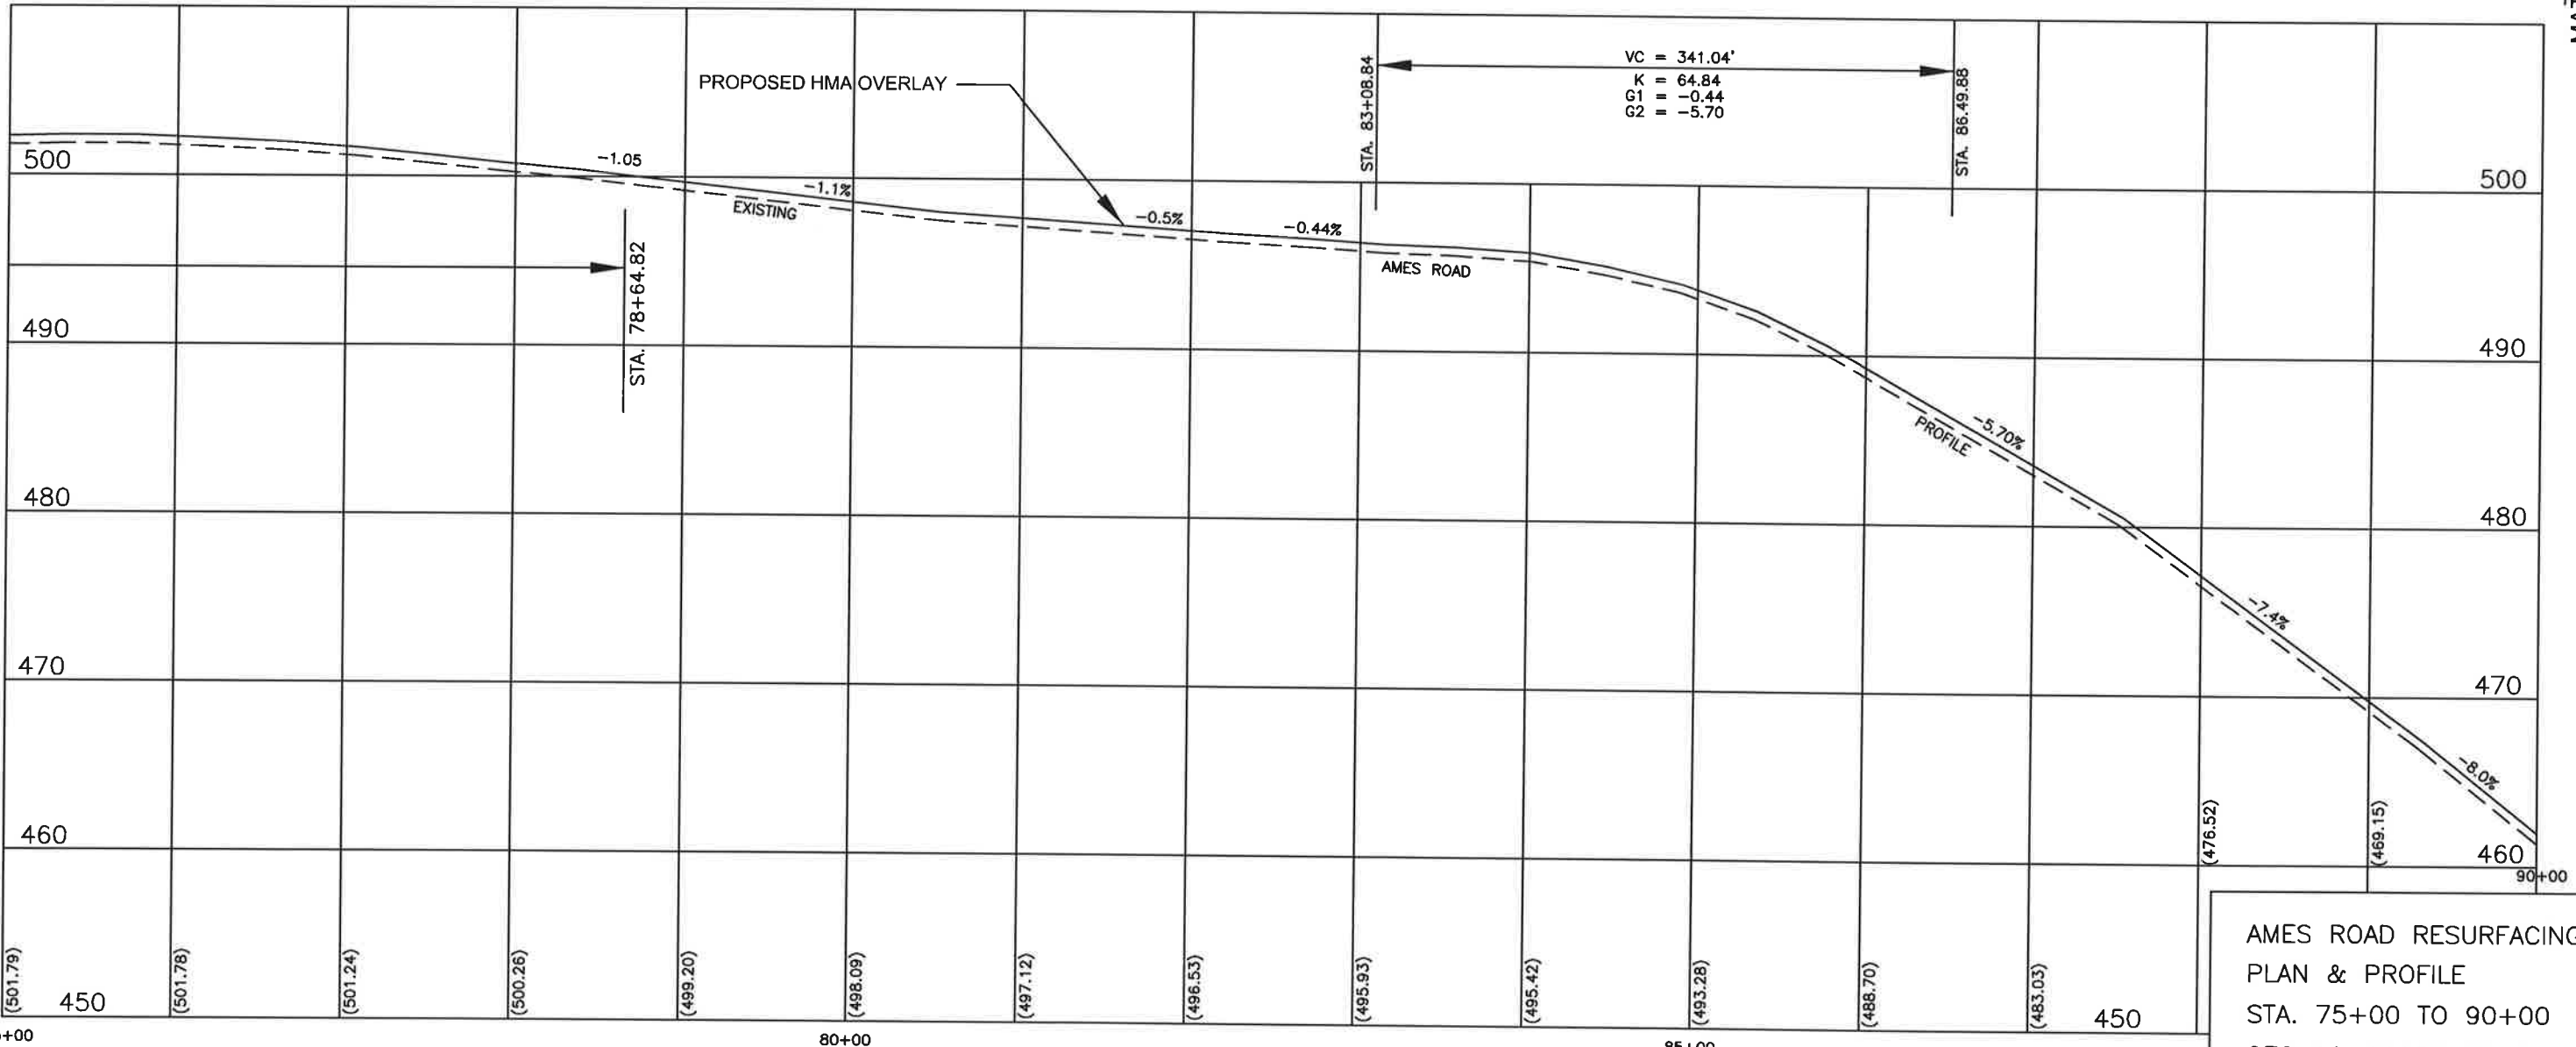 PROPOSED HMA OVERLAY
VC = 341.04'
K = 64.84
G1 = -0.44
G2 = -5.70
STA. 83+08.84
STA. 86.49.88
500
-1.05
-1.1%
EXISTING
-0.5%
-0.44%
AMES ROAD
500
STA. 78+64.82
490
490
-5.70%
PROFILE
480
480
-7.4%
470
470
-8.0%
460
460
90+00
(501.79)
450
(501.78)
(501.24)
(500.26)
(499.20)
(498.09)
(497.12)
(496.53)
(495.93)
(495.42)
(493.28)
(488.70)
(483.03)
450
(476.52)
(469.15)
+00
80+00
85+00
AMES ROAD RESURFACING
PLAN & PROFILE
STA. 75+00 TO 90+00